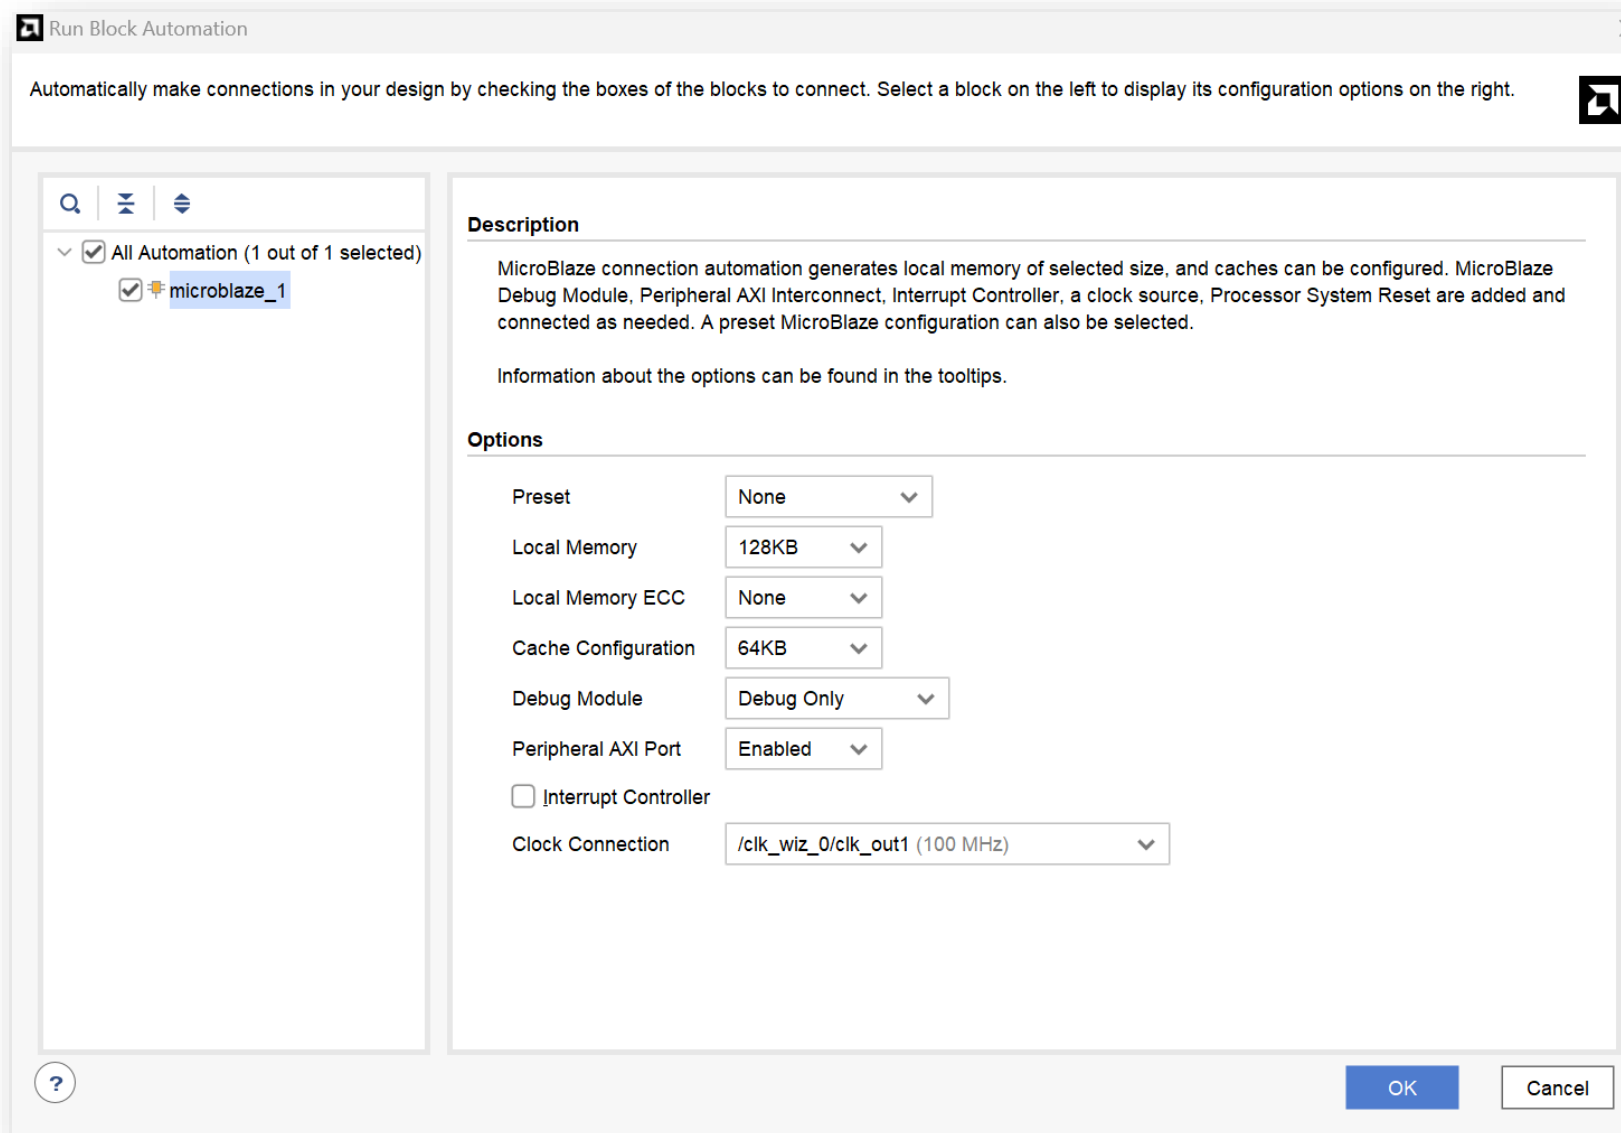 Run Block Automation
Automatically make connections in your design by checking the boxes of the blocks to connect. Select a block on the left to display its configuration options on the right.
All Automation (1 out of 1 selected)
microblaze_1
Description
MicroBlaze connection automation generates local memory of selected size, and caches can be configured. MicroBlaze
Debug Module, Peripheral AXI Interconnect, Interrupt Controller, a clock source, Processor System Reset are added and
connected as needed. A preset MicroBlaze configuration can also be selected.
Information about the options can be found in the tooltips.
Options
Preset None
Local Memory 128KB
Local Memory ECC None
Cache Configuration 64KB
Debug Module Debug Only
Peripheral AXI Port Enabled
Interrupt Controller
Clock Connection /clk_wiz_0/clk_out1 (100 MHz)
?
OK Cancel